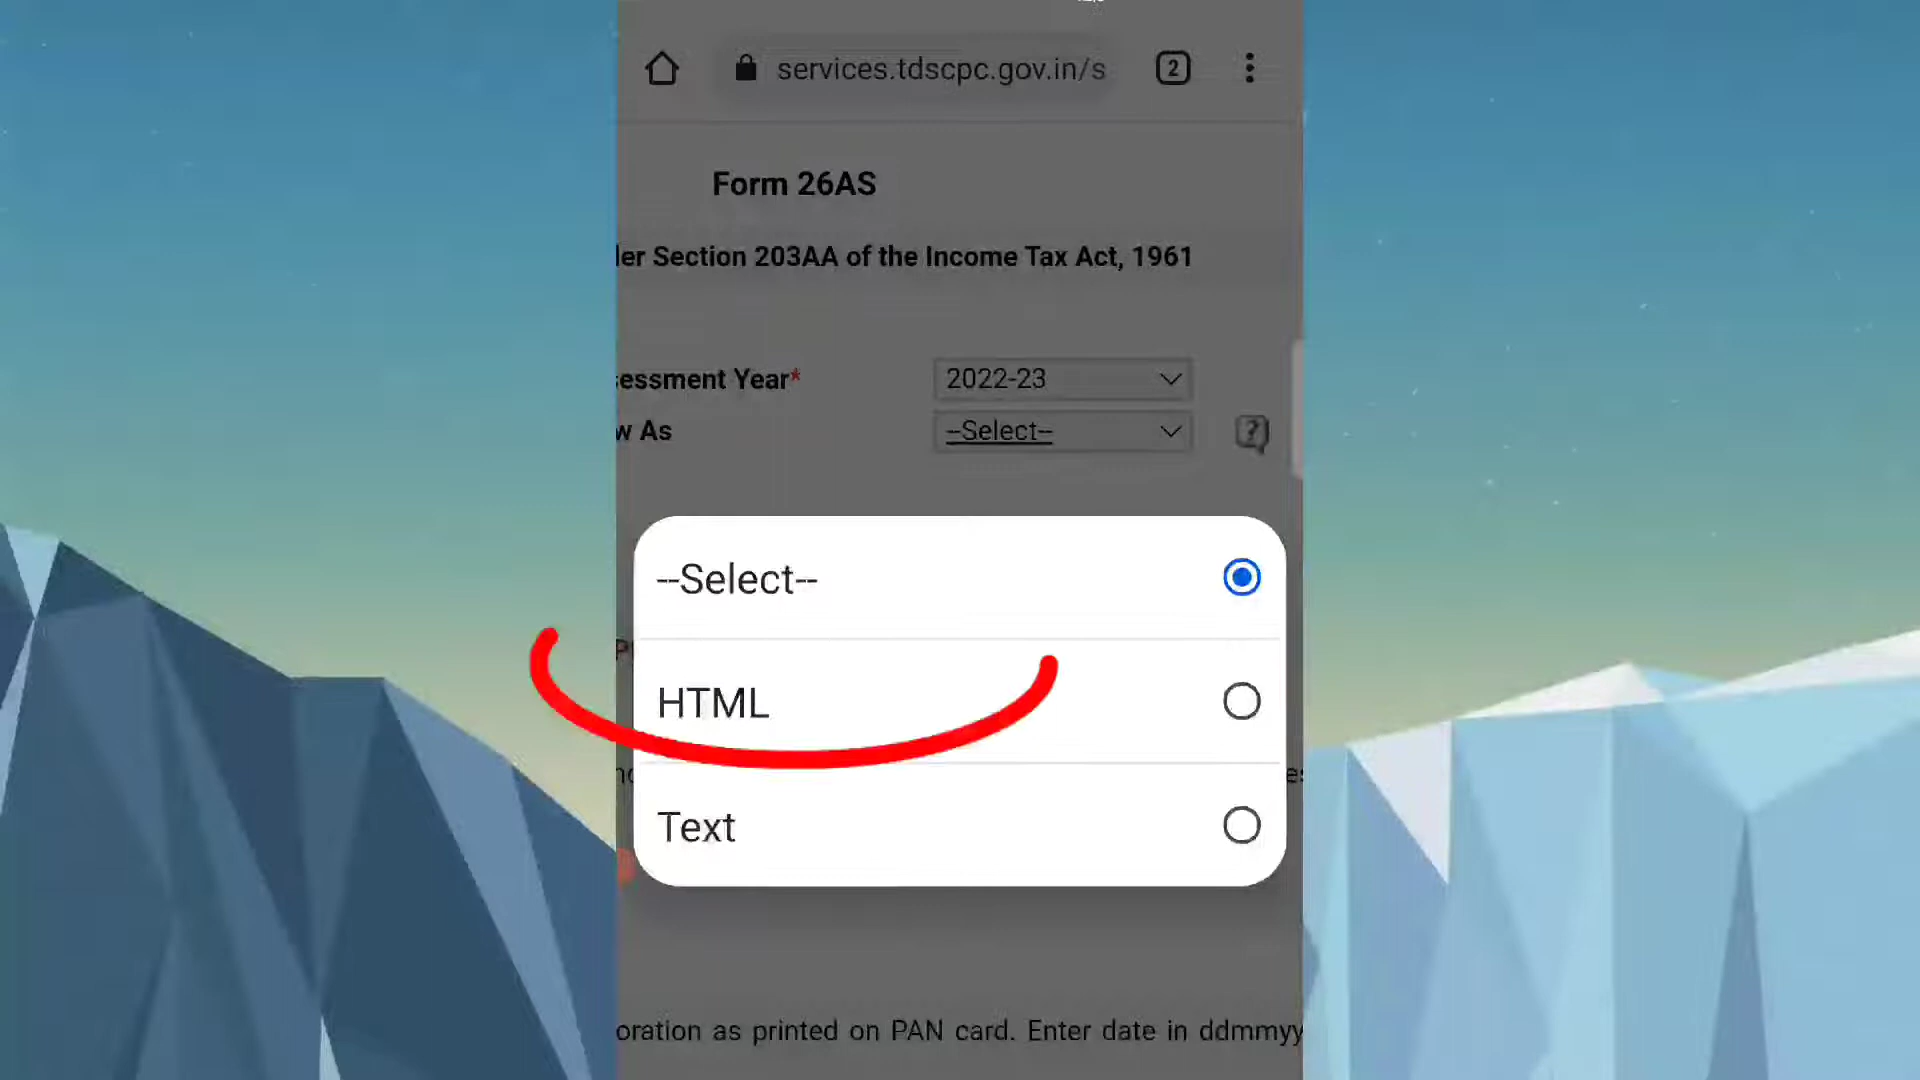 services.tdscpc.gov.in/s
2
Form 26AS
er Section 203AA of the Income Tax Act, 1961
essment Year*
2022-23
w As
--Select--
?
--Select--
HTML
Text
oration as printed on PAN card. Enter date in ddmmyy